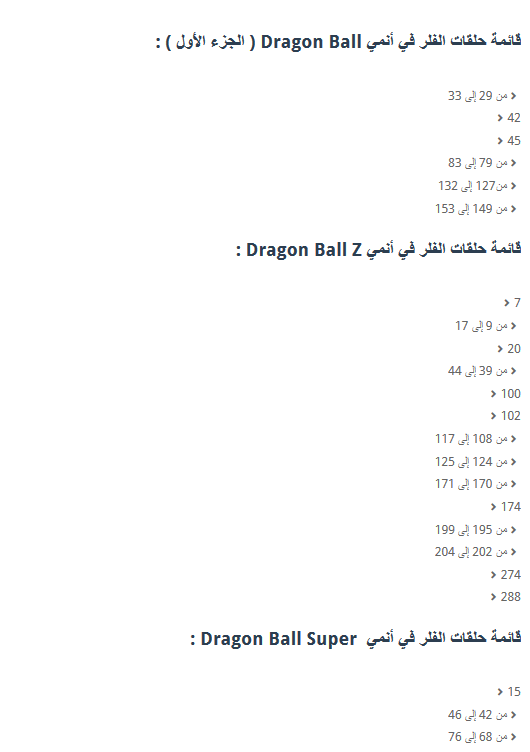 قائمة حلقات الفلر في أنمي Dragon Ball ( الجزء الأول ) :
من 29 إلى 33
42
45
من 79 إلى 83
من127 إلى 132
من 149 إلى 153
قائمة حلقات الفلر في أنمي Dragon Ball Z :
7
من 9 إلى 17
20
من 39 إلى 44
100
102
من 108 إلى 117
من 124 إلى 125
من 170 إلى 171
174
من 195 إلى 199
من 202 إلى 204
274
288
قائمة حلقات الفلر في أنمي Dragon Ball Super :
15
من 42 إلى 46
من 68 إلى 76